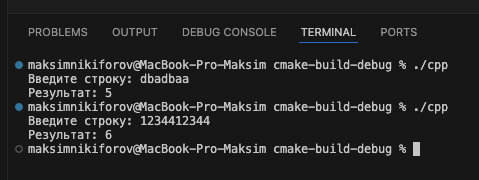 PROBLEMS OUTPUT DEBUG CONSOLE TERMINAL PORTS
maksimnikiforov@MacBook-Pro-Maksim cmake-build-debug % ./cpp
Введите строку: dbadbaa
Результат: 5
maksimnikiforov@MacBook-Pro-Maksim cmake-build-debug % ./cpp
Введите строку: 1234412344
Результат: 6
maksimnikiforov@MacBook-Pro-Maksim cmake-build-debug %